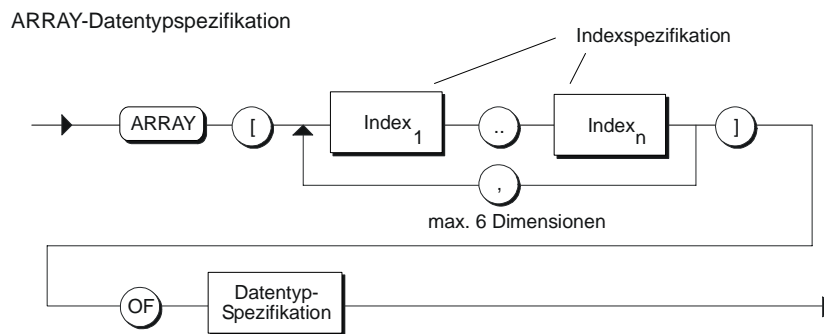 ARRAY-Datentypspezifikation
Indexspezifikation
ARRAY [ Index1 .. Indexn ]
,
max. 6 Dimensionen
OF Datentyp-
Spezifikation